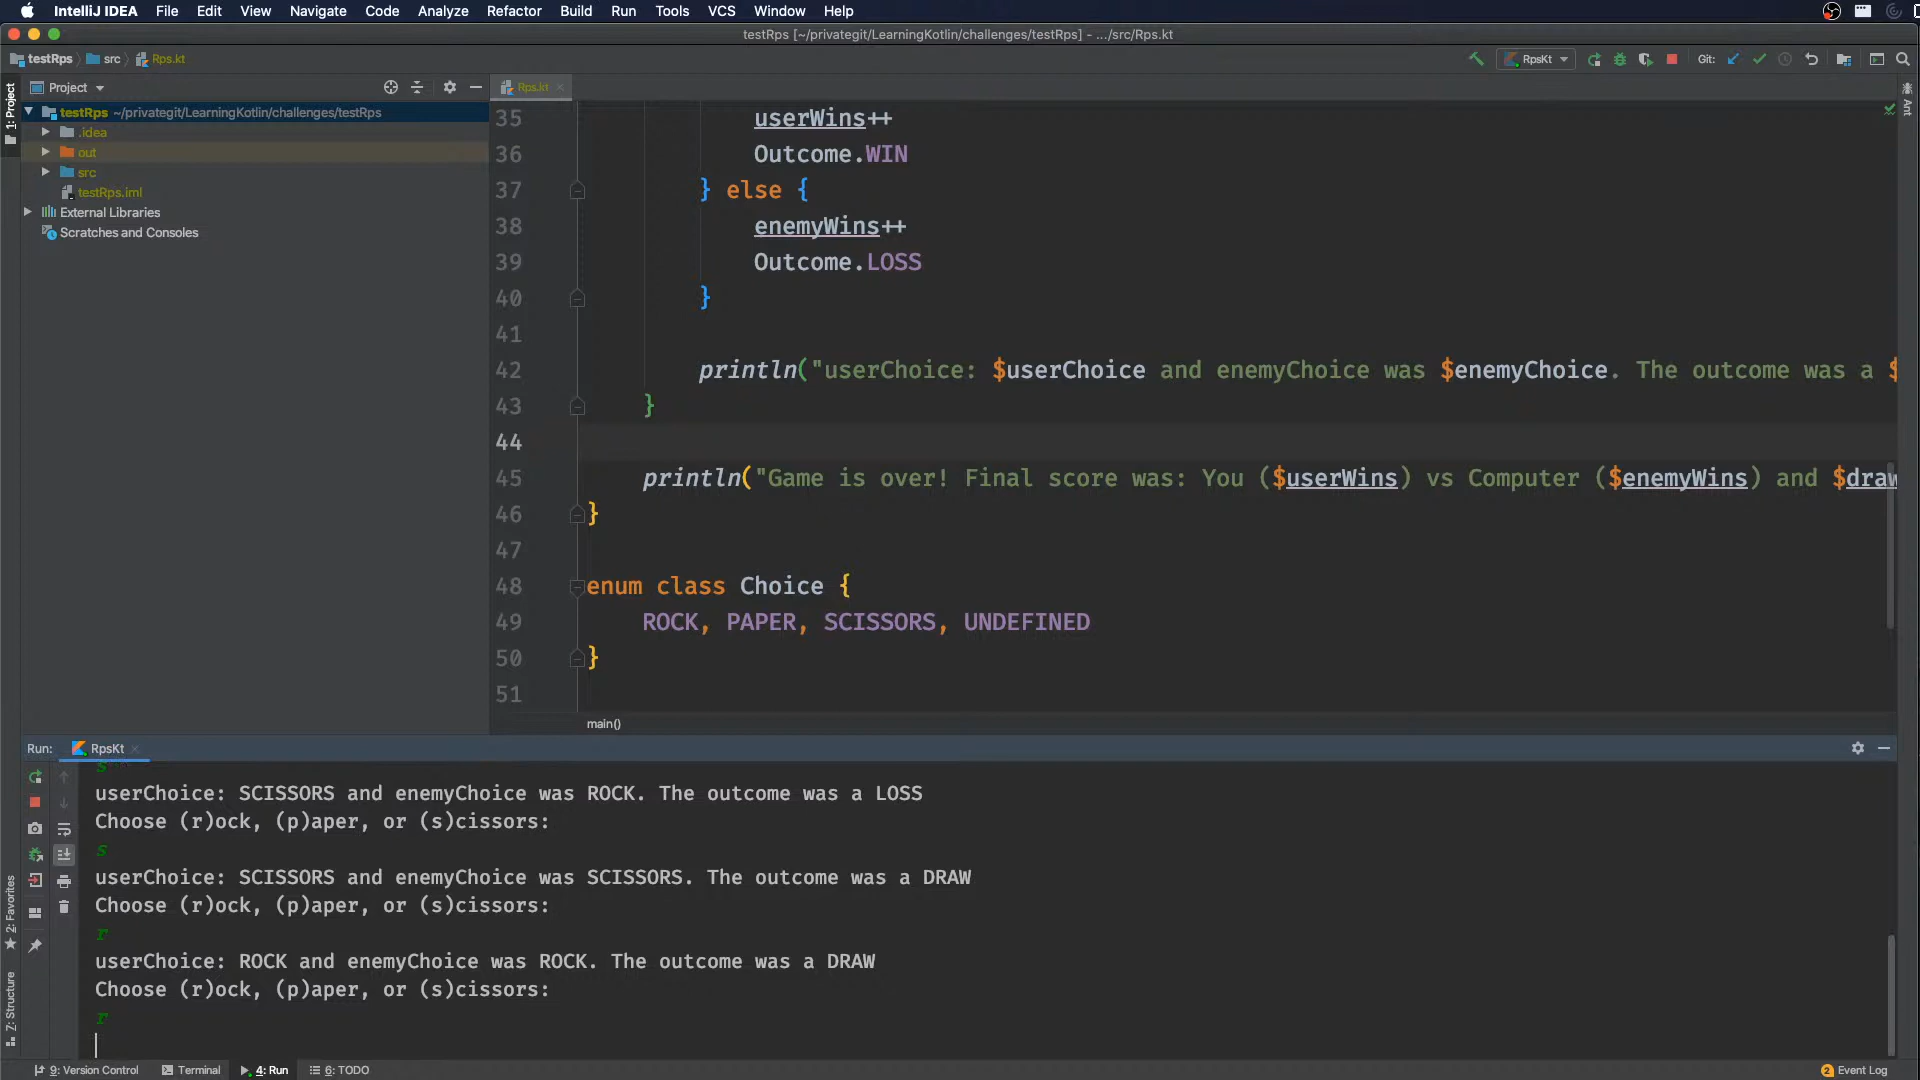 IntelliJ IDEA File Edit View Navigate Code Analyze Refactor Build Run Tools VCS Window Help
testRps [~/privategit/LearningKotlin/challenges/testRps] - .../src/Rps.kt
testRps src Rps.kt RpsKt Git:
1: Project
Project
testRps ~/privategit/LearningKotlin/challenges/testRps
.idea
out
src
testRps.iml
External Libraries
Scratches and Consoles
Rps.kt
Ant
35 userWins++
36 Outcome.WIN
37 } else {
38 enemyWins++
39 Outcome.LOSS
40 }
41
42 println("userChoice: $userChoice and enemyChoice was $enemyChoice. The outcome was a $
43 }
44
45 println("Game is over! Final score was: You ($userWins) vs Computer ($enemyWins) and $draw
46 }
47
48 enum class Choice {
49 ROCK, PAPER, SCISSORS, UNDEFINED
50 }
51
main()
Run: RpsKt
s
userChoice: SCISSORS and enemyChoice was ROCK. The outcome was a LOSS
Choose (r)ock, (p)aper, or (s)cissors:
s
userChoice: SCISSORS and enemyChoice was SCISSORS. The outcome was a DRAW
Choose (r)ock, (p)aper, or (s)cissors:
r
userChoice: ROCK and enemyChoice was ROCK. The outcome was a DRAW
Choose (r)ock, (p)aper, or (s)cissors:
r
2: Favorites
Z: Structure
9: Version Control Terminal 4: Run 6: TODO 2 Event Log